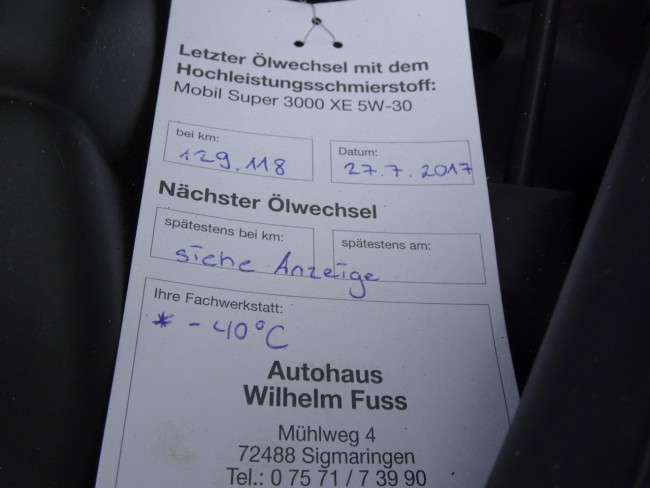 Letzter Ölwechsel mit dem
Hochleistungsschmierstoff:
Mobil Super 3000 XE 5W-30
bei km:
129.118
Datum:
27.7.2017
Nächster Ölwechsel
spätestens bei km:
spätestens am:
siehe Anzeige
Ihre Fachwerkstatt:
* - 40°C
Autohaus
Wilhelm Fuss
Mühlweg 4
72488 Sigmaringen
Tel.: 0 75 71 / 7 39 90